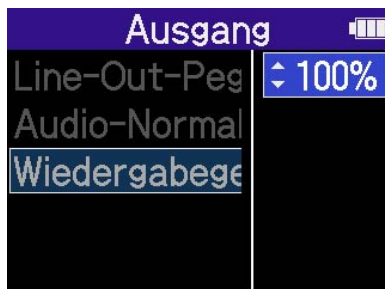 Ausgang
Line-Out-Peg
100%
Audio-Normal
Wiedergabege